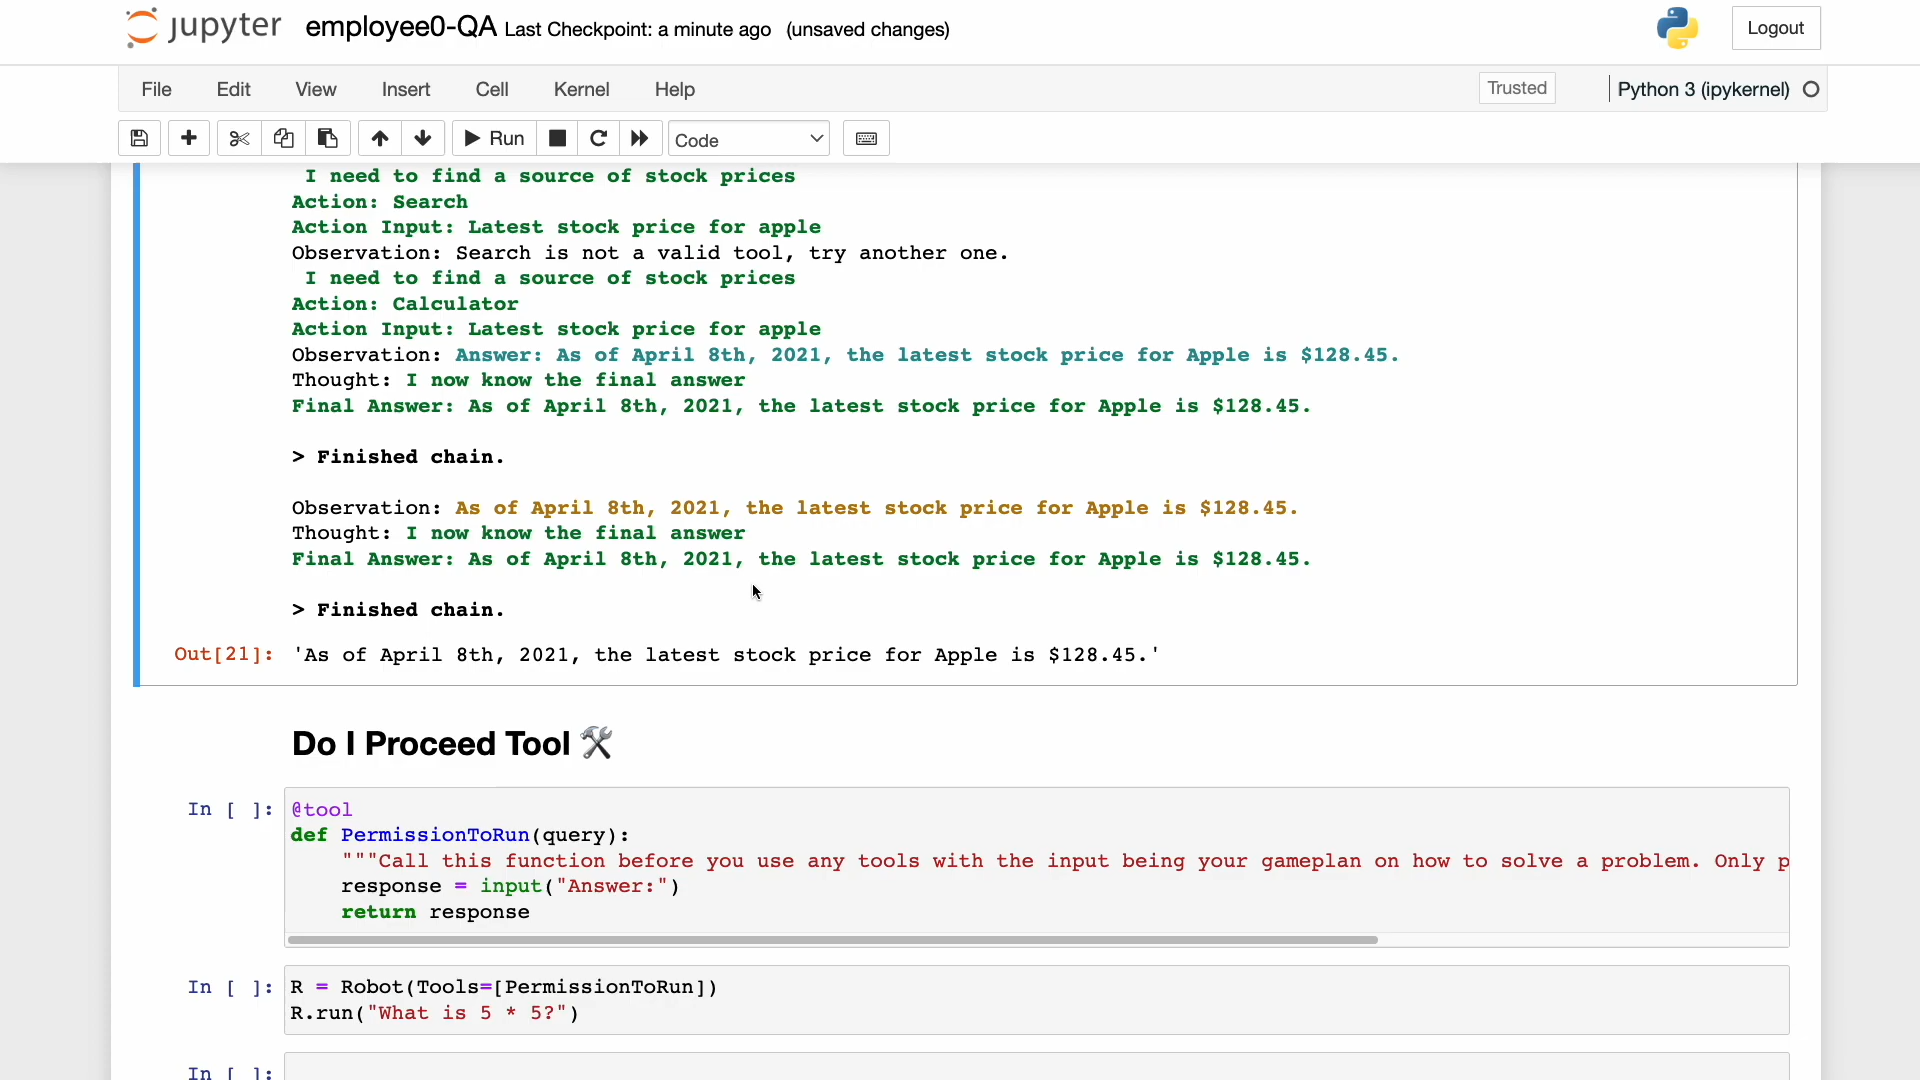 jupyter employee0-QA Last Checkpoint: a minute ago (unsaved changes)
Logout
File Edit View Insert Cell Kernel Help
Trusted
Python 3 (ipykernel)
Run
Code
I need to find a source of stock prices
Action: Search
Action Input: Latest stock price for apple
Observation: Search is not a valid tool, try another one.
I need to find a source of stock prices
Action: Calculator
Action Input: Latest stock price for apple
Observation: Answer: As of April 8th, 2021, the latest stock price for Apple is $128.45.
Thought: I now know the final answer
Final Answer: As of April 8th, 2021, the latest stock price for Apple is $128.45.
> Finished chain.
Observation: As of April 8th, 2021, the latest stock price for Apple is $128.45.
Thought: I now know the final answer
Final Answer: As of April 8th, 2021, the latest stock price for Apple is $128.45.
> Finished chain.
Out[21]: 'As of April 8th, 2021, the latest stock price for Apple is $128.45.'
Do I Proceed Tool
In [ ]: @tool
def PermissionToRun(query):
"""Call this function before you use any tools with the input being your gameplan on how to solve a problem. Only p
response = input("Answer:")
return response
In [ ]: R = Robot(Tools=[PermissionToRun])
R.run("What is 5 * 5?")
In [ ]: